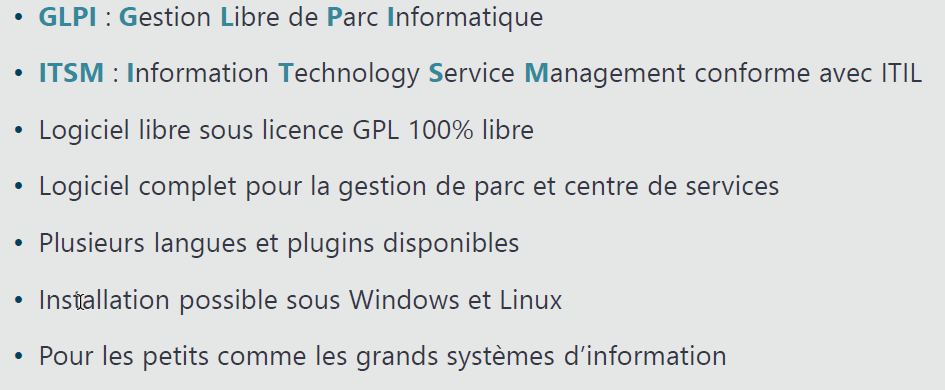 • GLPI : Gestion Libre de Parc Informatique
• ITSM : Information Technology Service Management conforme avec ITIL
• Logiciel libre sous licence GPL 100% libre
• Logiciel complet pour la gestion de parc et centre de services
• Plusieurs langues et plugins disponibles
• Installation possible sous Windows et Linux
• Pour les petits comme les grands systèmes d’information